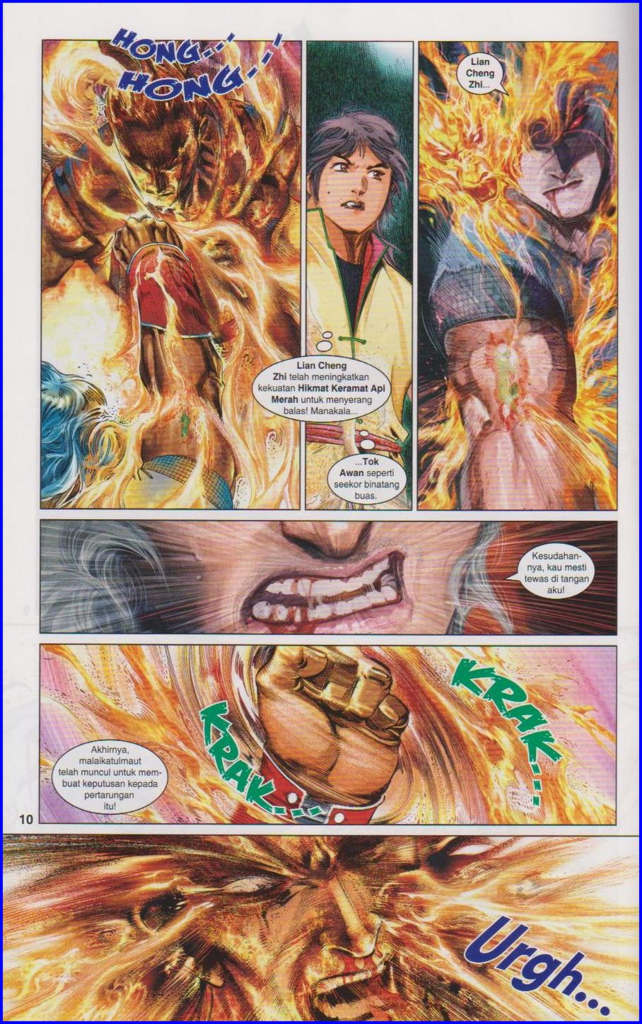 HONG...
HONG...
Lian
Cheng
Zhi...
Lian Cheng
Zhi telah meningkatkan
kekuatan Hikmat Keramat Api
Merah untuk menyerang
balas! Manakala...
...Tok
Awan seperti
seekor binatang
buas.
Kesudahan-
nya, kau mesti
tewas di tangan
aku!
KRAK...
KRAK...
Akhirnya,
malaikatulmaut
telah muncul untuk mem-
buat keputusan kepada
pertarungan
itu!
10
Urgh...